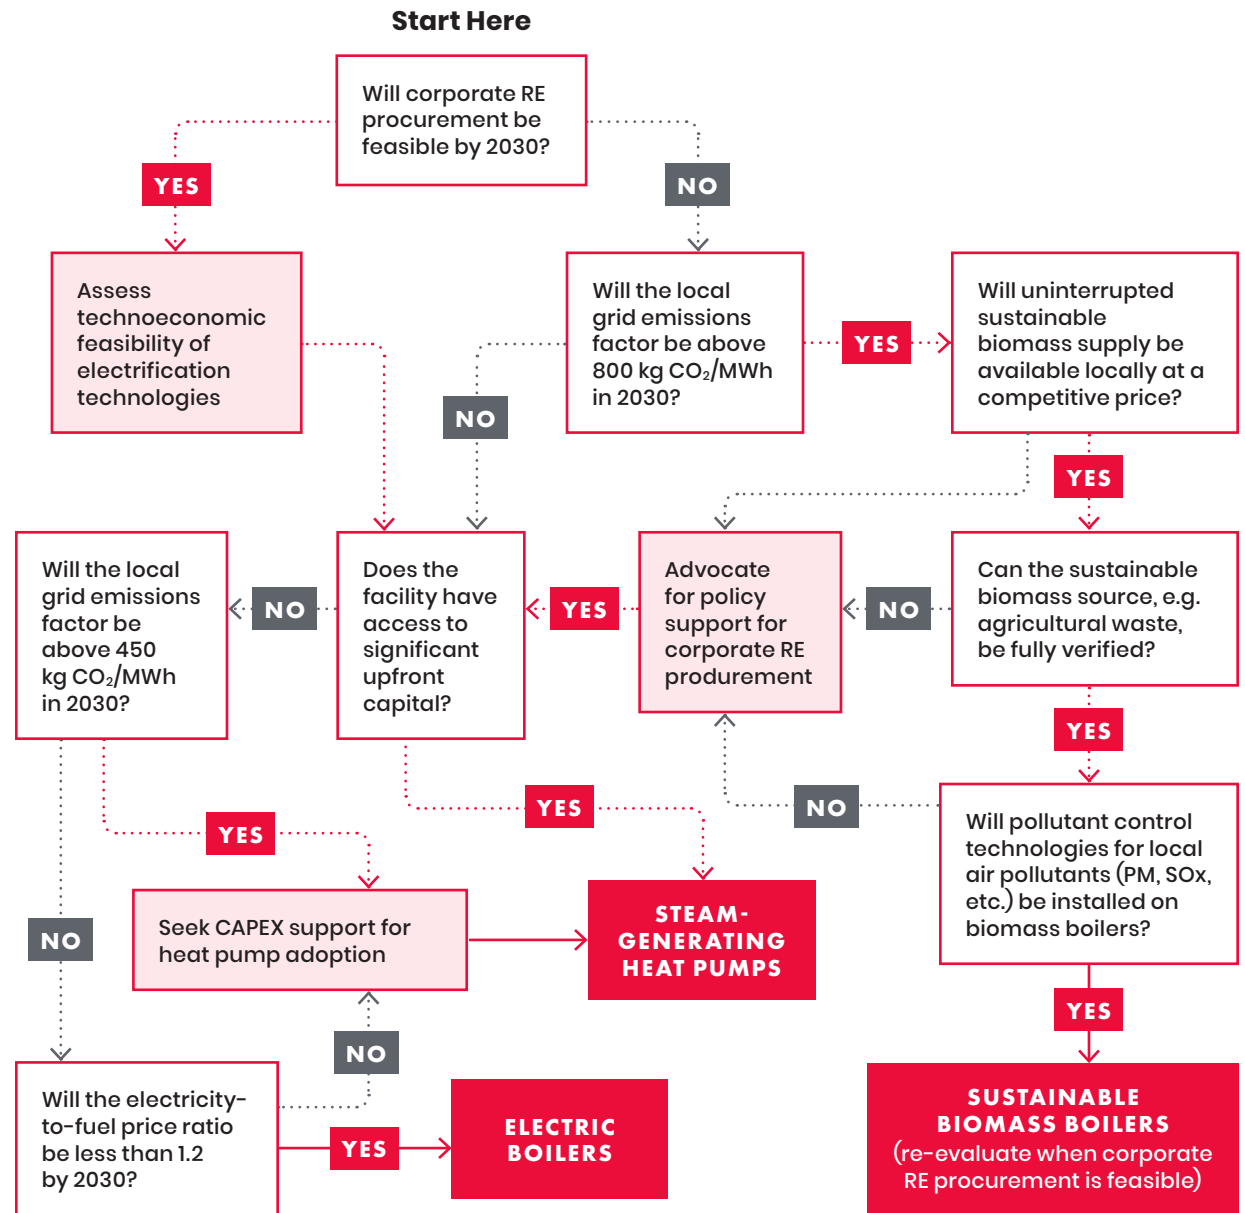 Start Here
Will corporate RE
procurement be
feasible by 2030?
YES
NO
Assess
technoeconomic
feasibility of
electrification
technologies
Will the local
grid emissions
factor be above
800 kg CO₂/MWh
in 2030?
YES
Will uninterrupted
sustainable
biomass supply be
available locally at a
competitive price?
NO
YES
Will the local
grid emissions
factor be
above 450
kg CO₂/MWh
in 2030?
NO
Does the
facility have
access to
significant
upfront
capital?
YES
Advocate
for policy
support for
corporate RE
produrement
NO
Can the sustainable
biomass source, e.g.
agricultural waste,
be fully verified?
YES
YES
YES
NO
Will pollutant control
technologies for local
air pollutants (PM, SOx,
etc.) be installed on
biomass boilers?
NO
Seek CAPEX support for
heat pump adoption
STEAM-
GENERATING
HEAT PUMPS
YES
NO
Will the electricity-
to-fuel price ratio
be less than 1.2
by 2030?
YES
ELECTRIC
BOILERS
SUSTAINABLE
BIOMASS BOILERS
(re-evaluate when corporate
RE procurement is feasible)